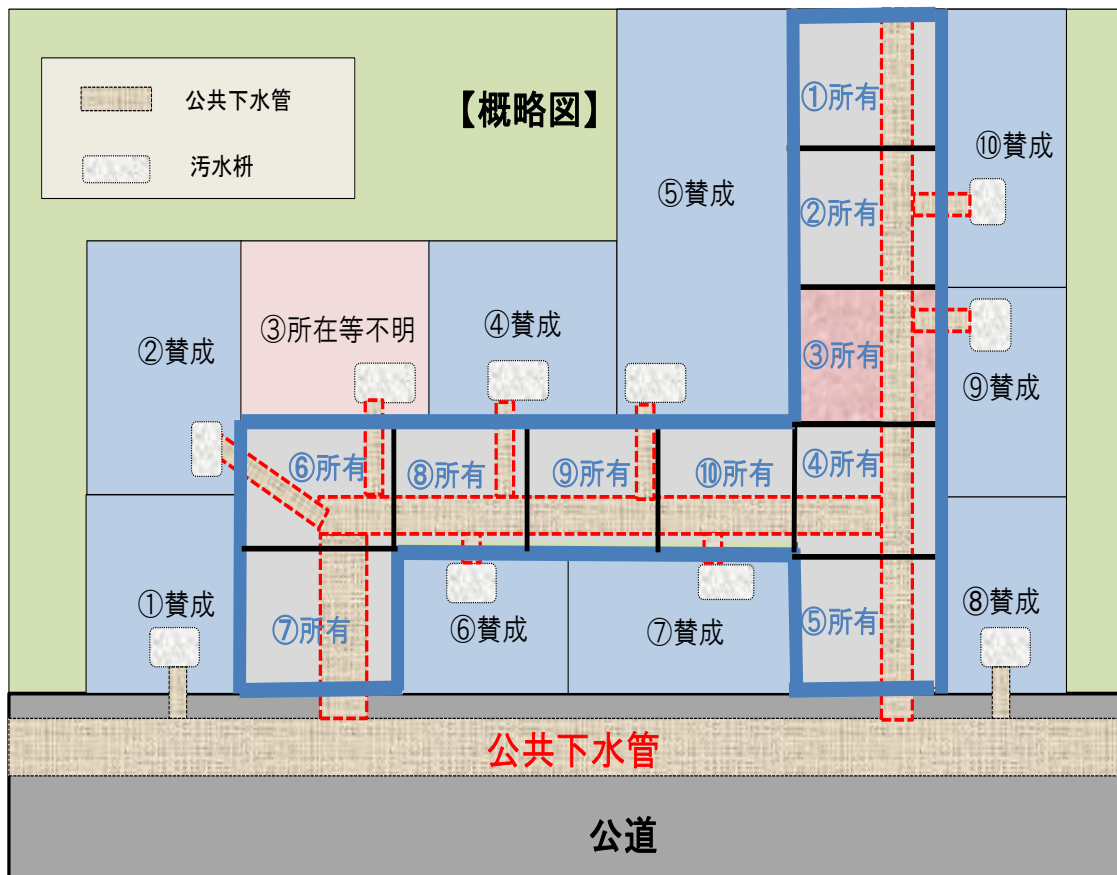 公共下水管
汚水枡
【概略図】
①所有
⑩賛成
⑤賛成
②所有
③所在等不明
④賛成
②賛成
③所有
⑨賛成
⑥所有
⑧所有
⑨所有
⑩所有
④所有
①賛成
⑦所有
⑥賛成
⑦賛成
⑤所有
⑧賛成
公共下水管
公道